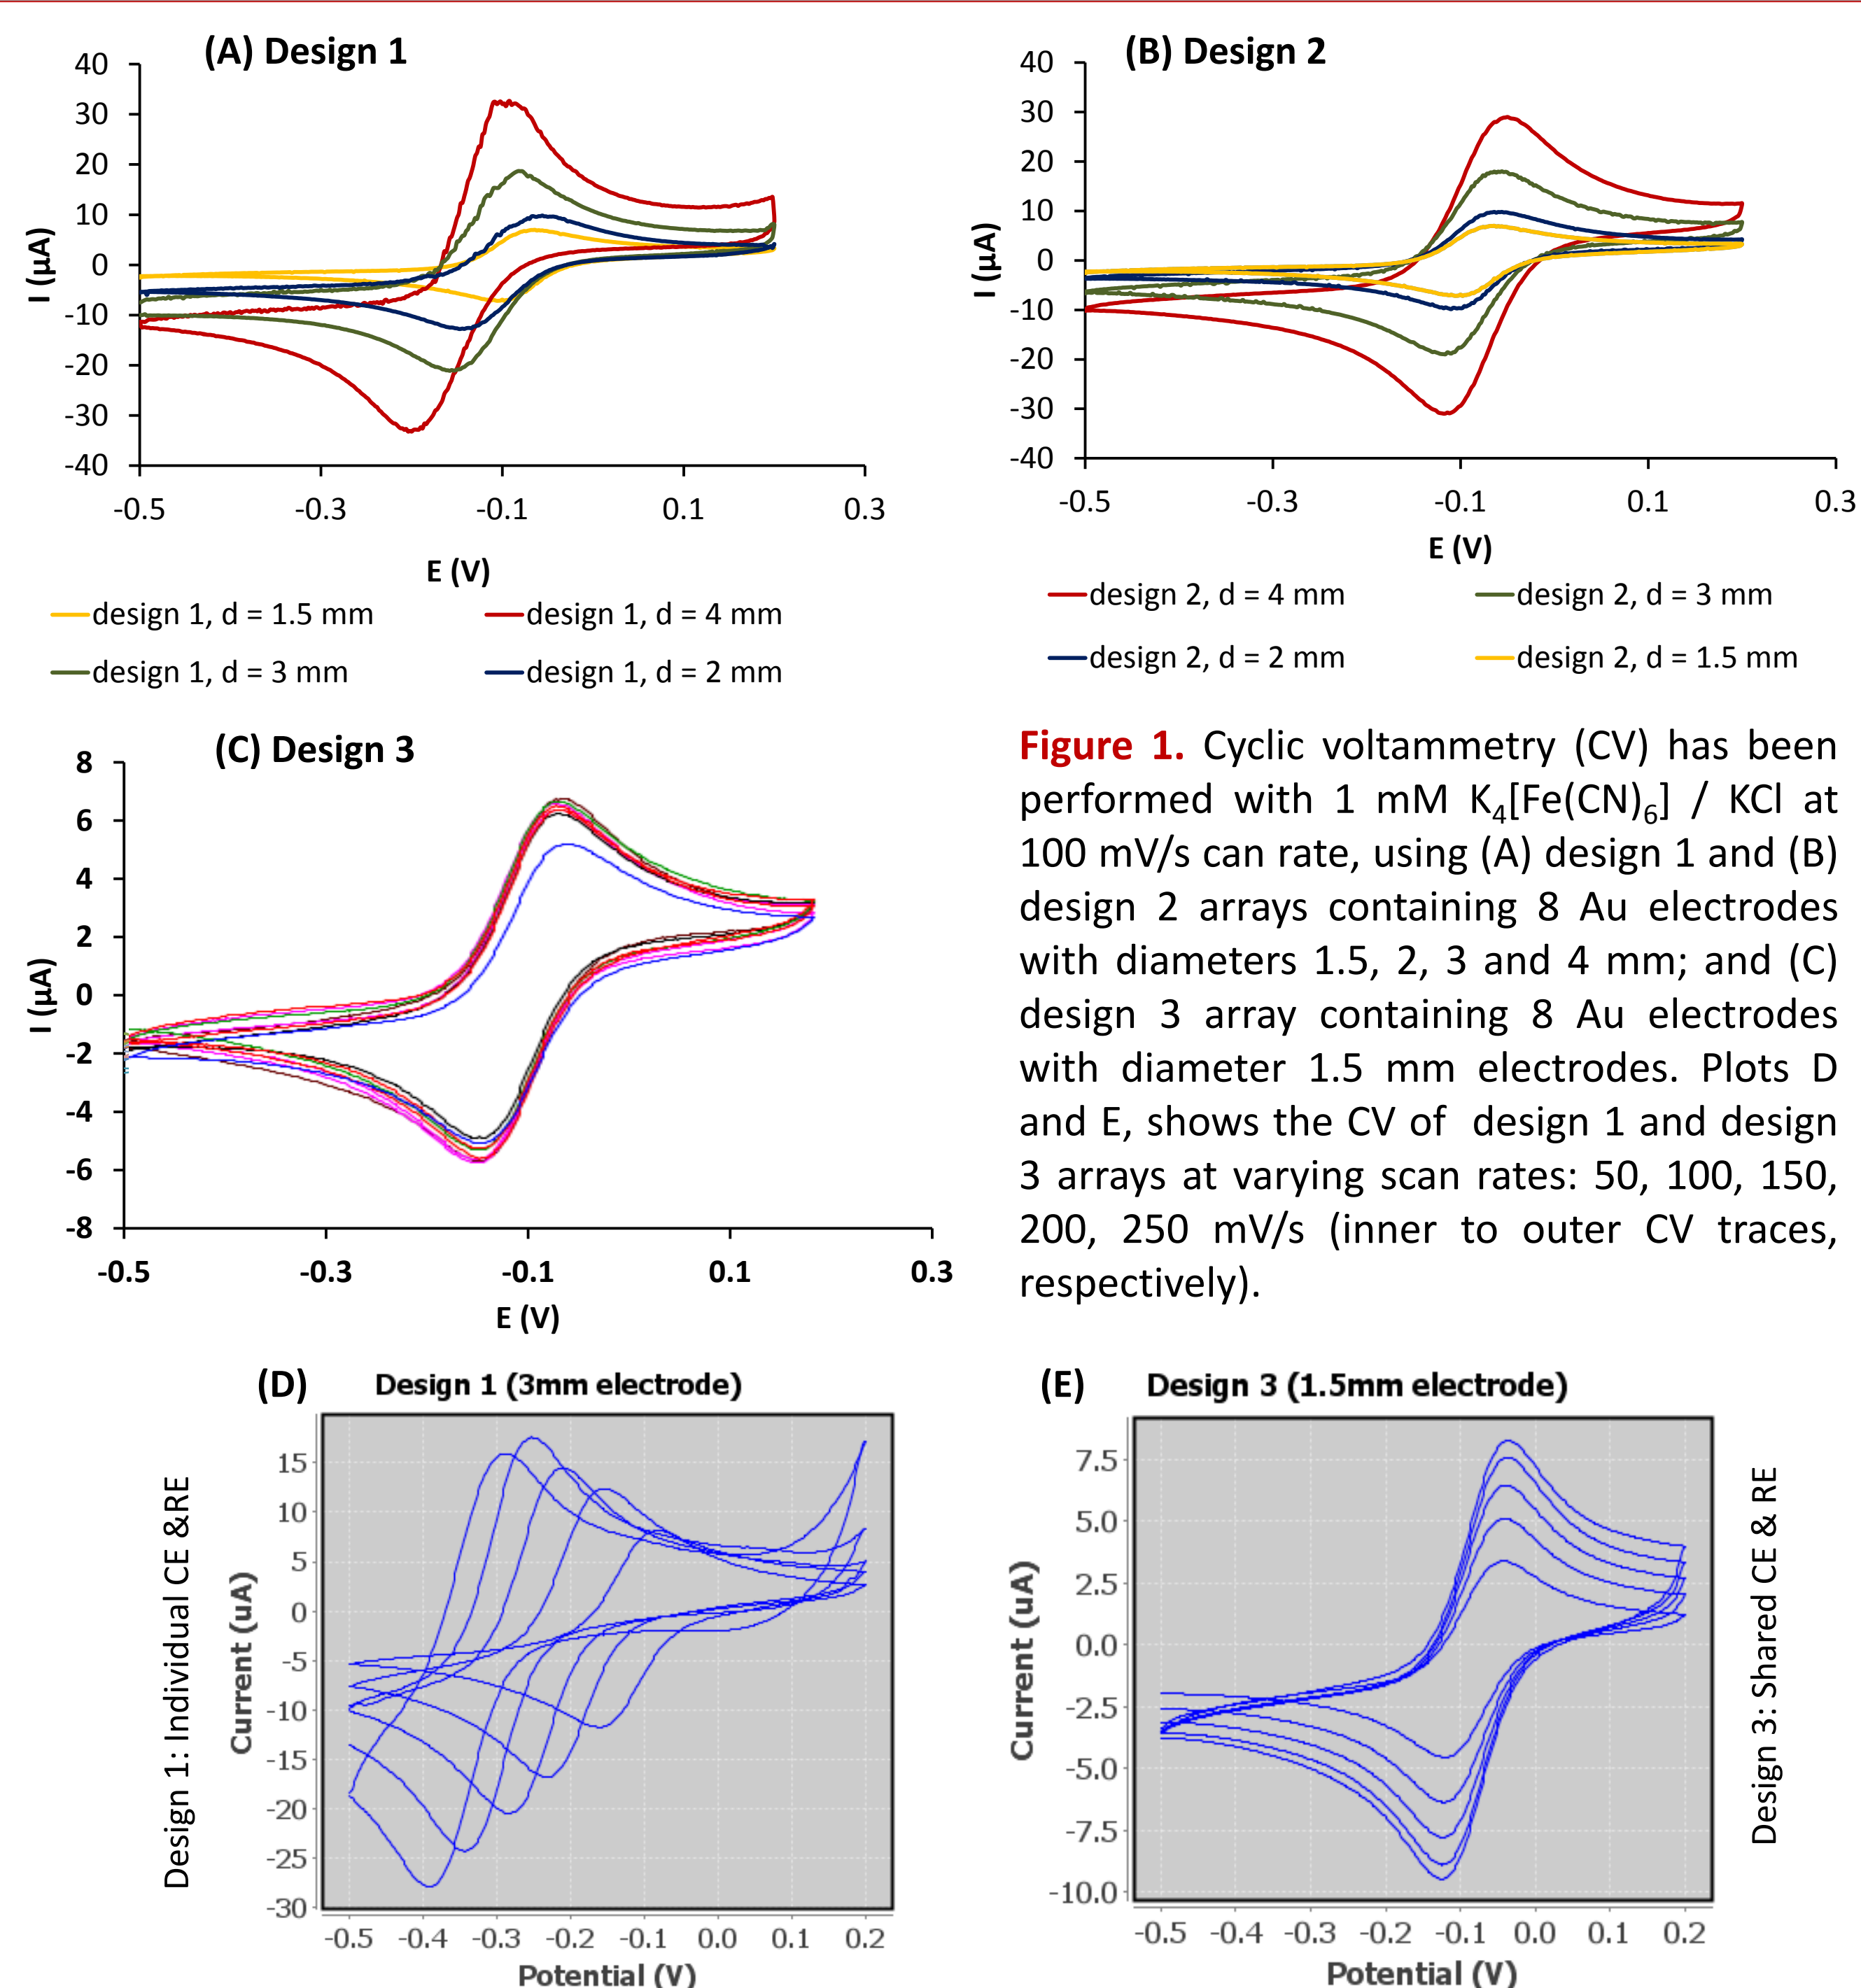 (A) Design 1
40
30
20
10
0
-10
-20
-30
-40
I (µA)
-0.5 -0.3 -0.1 0.1 0.3
E (V)
design 1, d = 1.5 mm design 1, d = 4 mm
design 1, d = 3 mm design 1, d = 2 mm
(B) Design 2
40
30
20
10
0
-10
-20
-30
-40
I (µA)
-0.5 -0.3 -0.1 0.1 0.3
E (V)
design 2, d = 4 mm design 2, d = 3 mm
design 2, d = 2 mm design 2, d = 1.5 mm
(C) Design 3
8
6
4
2
0
-2
-4
-6
-8
I (µA)
-0.5 -0.3 -0.1 0.1 0.3
E (V)
Figure 1. Cyclic voltammetry (CV) has been
performed with 1 mM K₄[Fe(CN)₆] / KCl at
100 mV/s can rate, using (A) design 1 and (B)
design 2 arrays containing 8 Au electrodes
with diameters 1.5, 2, 3 and 4 mm; and (C)
design 3 array containing 8 Au electrodes
with diameter 1.5 mm electrodes. Plots D
and E, shows the CV of design 1 and design
3 arrays at varying scan rates: 50, 100, 150,
200, 250 mV/s (inner to outer CV traces,
respectively).
(D) Design 1 (3mm electrode)
Design 1: Individual CE &RE
Current (uA)
15
10
5
0
-5
-10
-15
-20
-25
-30
-0.5 -0.4 -0.3 -0.2 -0.1 0.0 0.1 0.2
Potential (V)
(E) Design 3 (1.5mm electrode)
Current (uA)
7.5
5.0
2.5
0.0
-2.5
-5.0
-7.5
-10.0
-0.5 -0.4 -0.3 -0.2 -0.1 0.0 0.1 0.2
Potential (V)
Design 3: Shared CE & RE